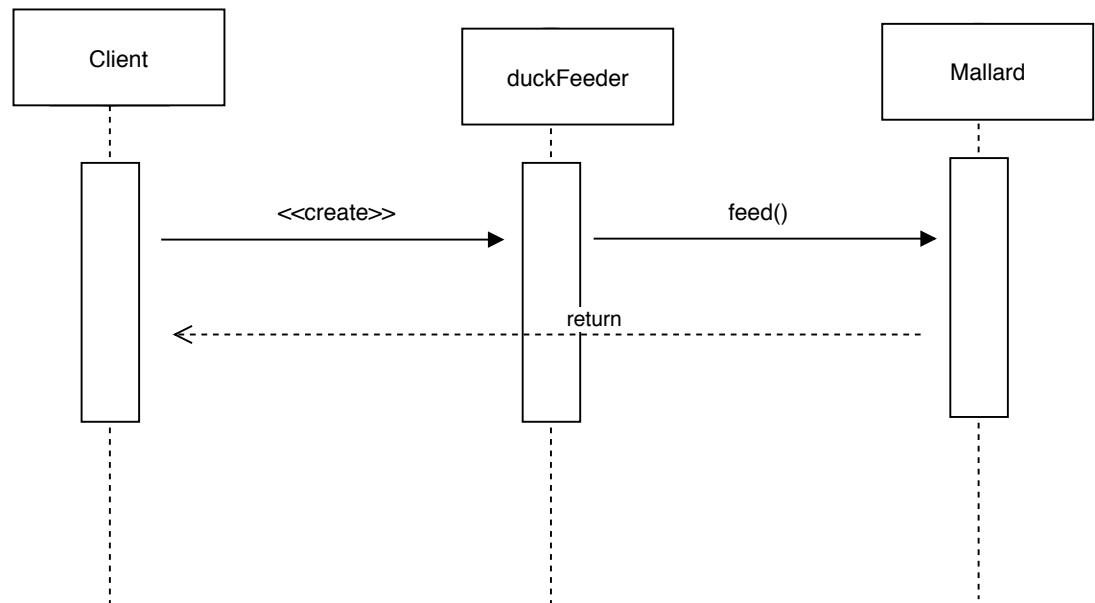 Client
duckFeeder
Mallard
<<create>>
feed()
return